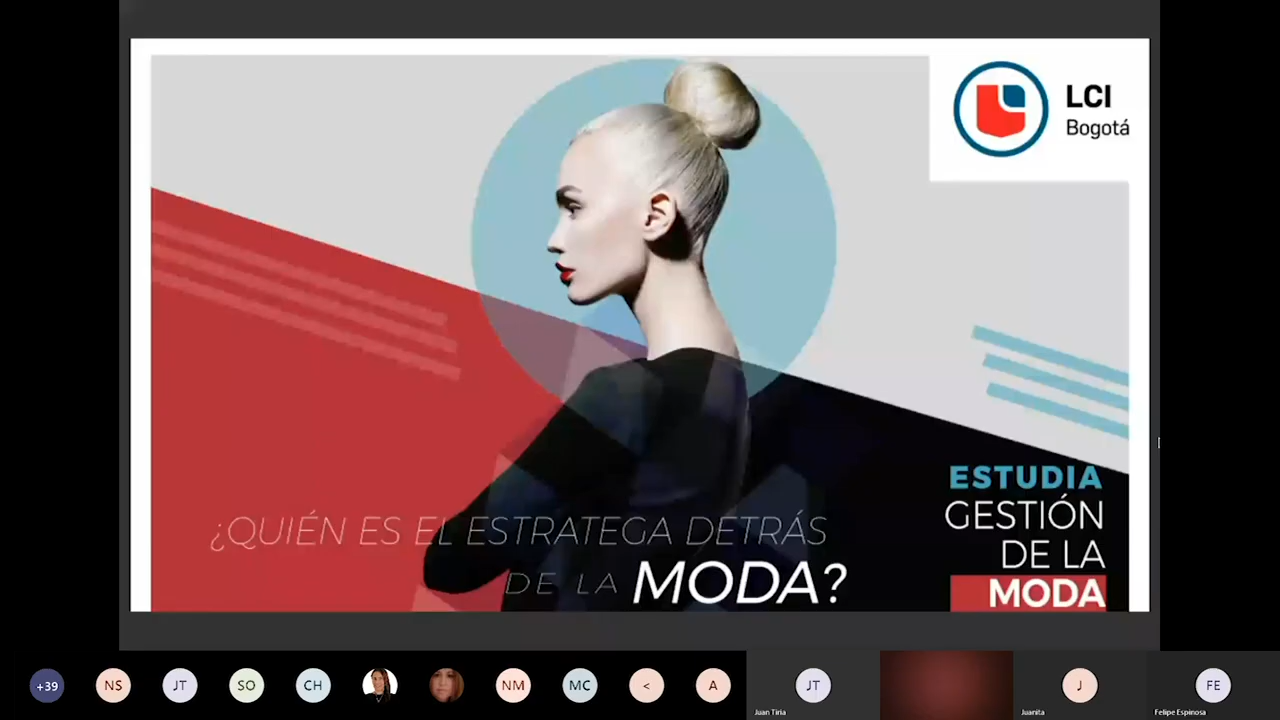 LCI
Bogotá
¿QUIÉN ES EL ESTRATEGA DETRÁS
DE LA MODA?
ESTUDIA
GESTIÓN
DE LA
MODA
+39
NS
JT
SO
CH
NM
MC
<
A
JT
J
FE
Juan Tiria
Juanita
Felipe Espinosa